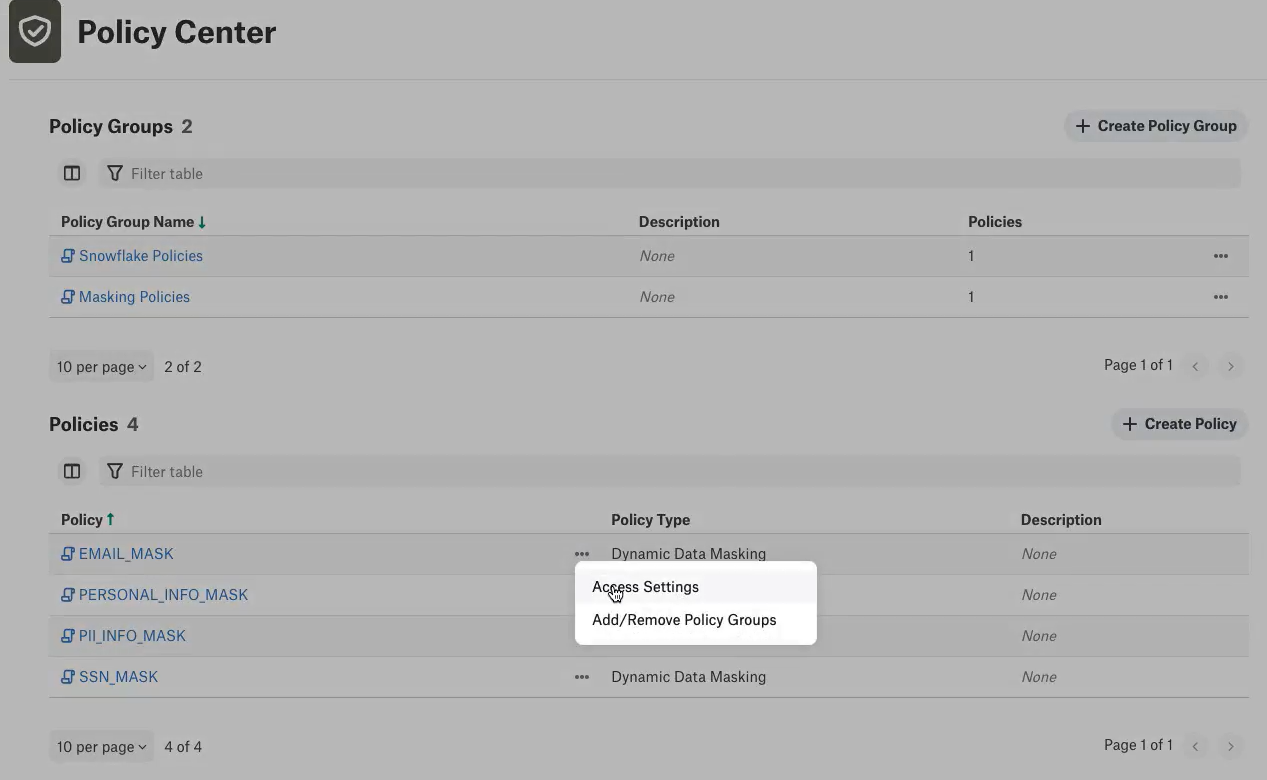 Policy Center
Policy Groups 2
+ Create Policy Group
Filter table
Policy Group Name ↓ Description Policies
Snowflake Policies None 1 •••
Masking Policies None 1 •••
10 per page 2 of 2 Page 1 of 1
Policies 4
+ Create Policy
Filter table
Policy ↑ Policy Type Description
EMAIL_MASK ••• Dynamic Data Masking None
Access Settings
PERSONAL_INFO_MASK None
Add/Remove Policy Groups
PII_INFO_MASK None
SSN_MASK ••• Dynamic Data Masking None
10 per page 4 of 4 Page 1 of 1